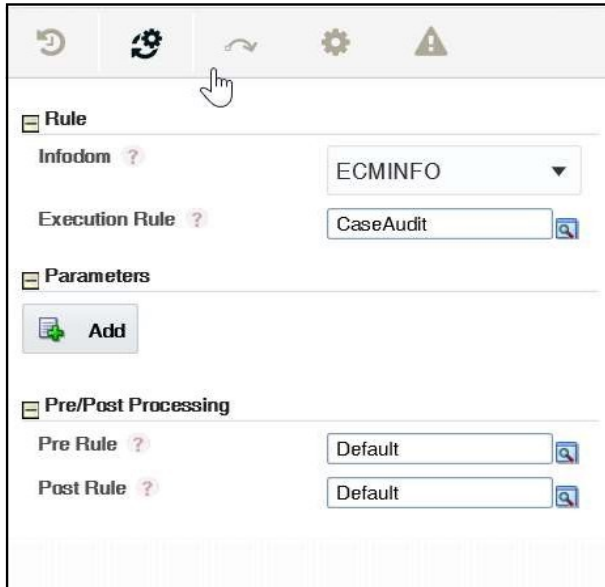 Rule
Infodom ?
ECMINFO
Execution Rule ?
CaseAudit
Parameters
Add
Pre/Post Processing
Pre Rule ?
Default
Post Rule ?
Default